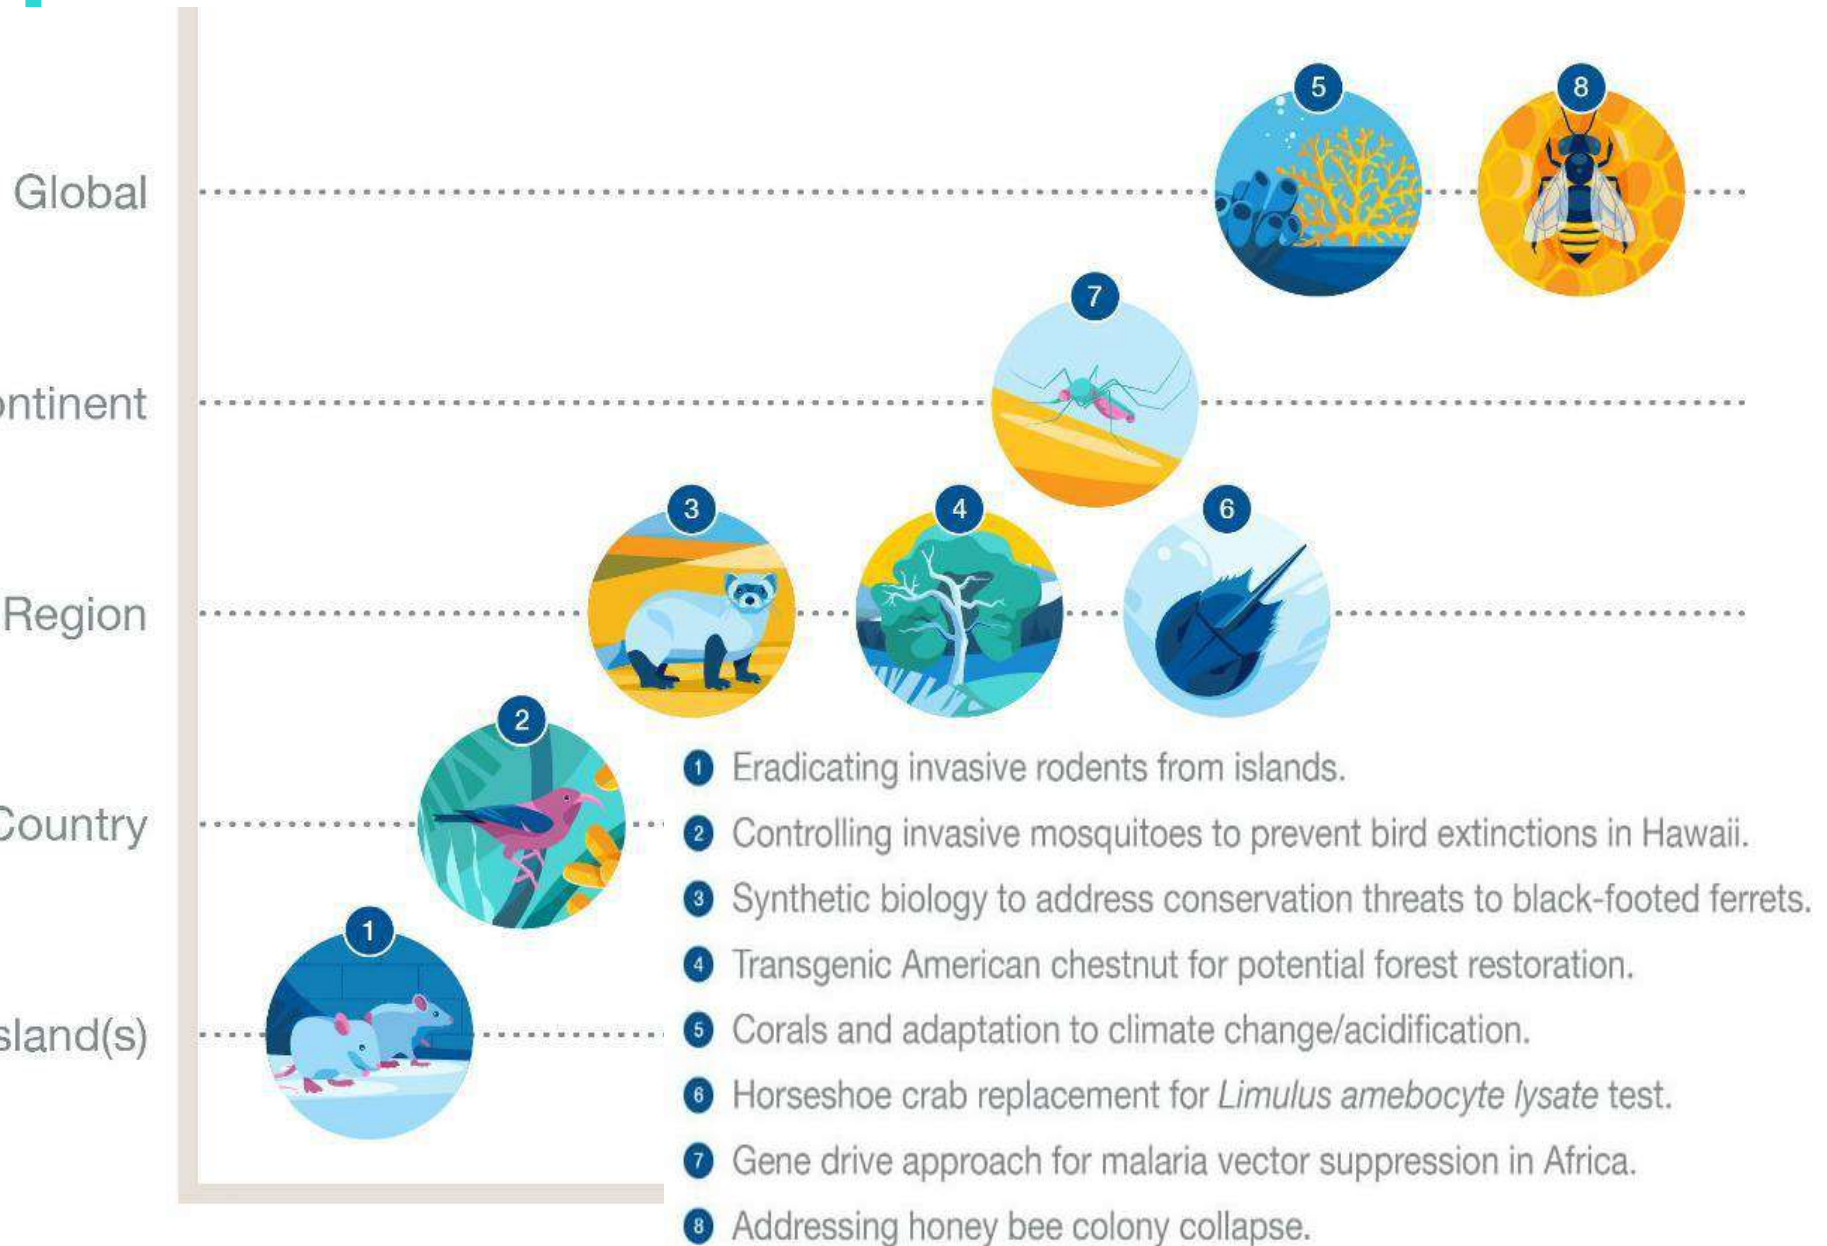 5
8
Global
7
ontinent
3
4
6
Region
2
1 Eradicating invasive rodents from islands.
Country
2 Controlling invasive mosquitoes to prevent bird extinctions in Hawaii.
3 Synthetic biology to address conservation threats to black-footed ferrets.
1
4 Transgenic American chestnut for potential forest restoration.
sland(s)
5 Corals and adaptation to climate change/acidification.
6 Horseshoe crab replacement for Limulus amebocyte lysate test.
7 Gene drive approach for malaria vector suppression in Africa.
8 Addressing honey bee colony collapse.